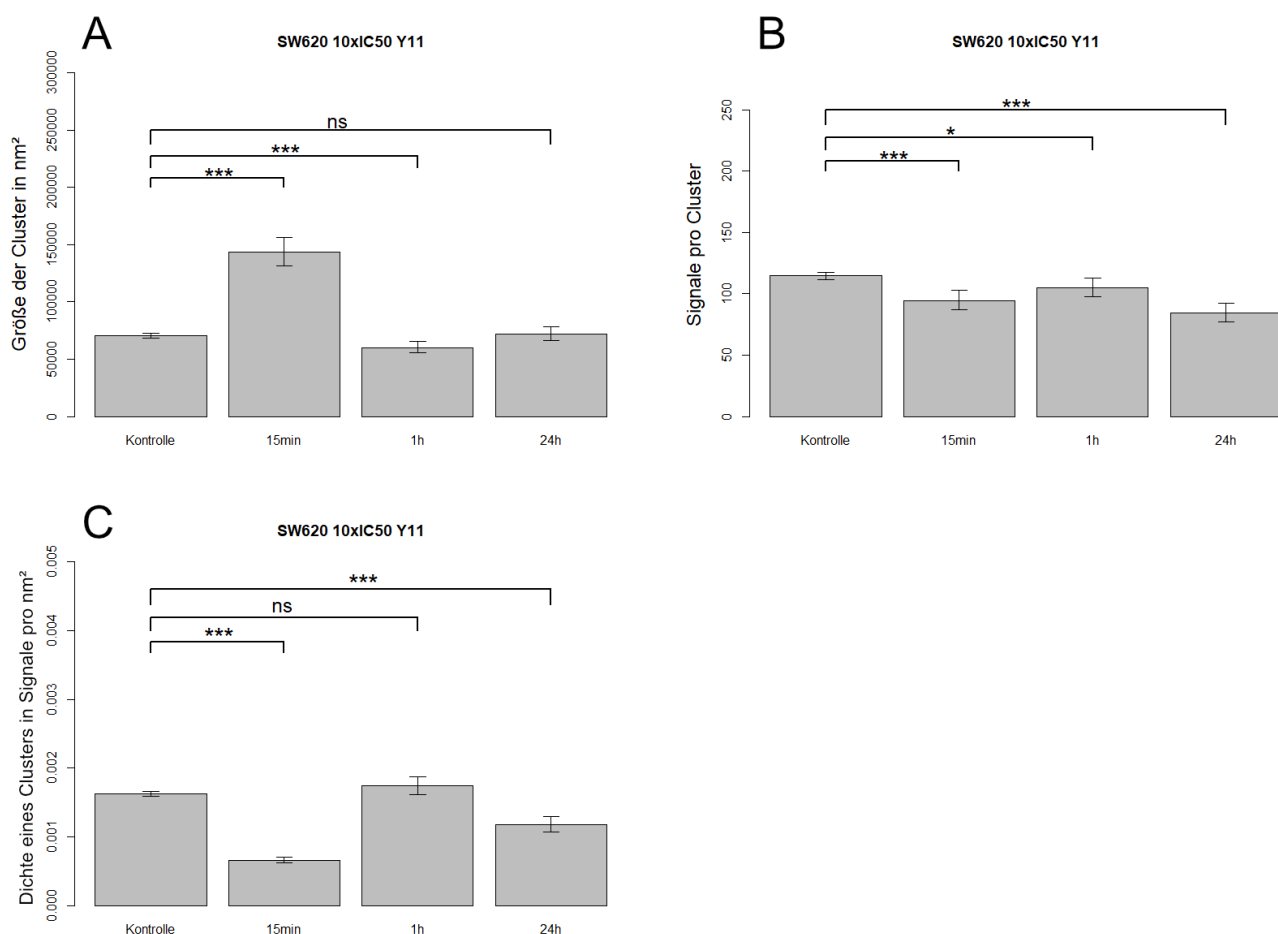 A
SW620 10xIC50 Y11
Größe der Cluster in nm²
300000
250000
200000
150000
100000
50000
0
ns
***
***
Kontrolle 15min 1h 24h
B
SW620 10xIC50 Y11
Signale pro Cluster
250
200
150
100
50
0
***
*
***
Kontrolle 15min 1h 24h
C
SW620 10xIC50 Y11
Dichte eines Clusters in Signale pro nm²
0.005
0.004
0.003
0.002
0.001
0.000
***
ns
***
Kontrolle 15min 1h 24h